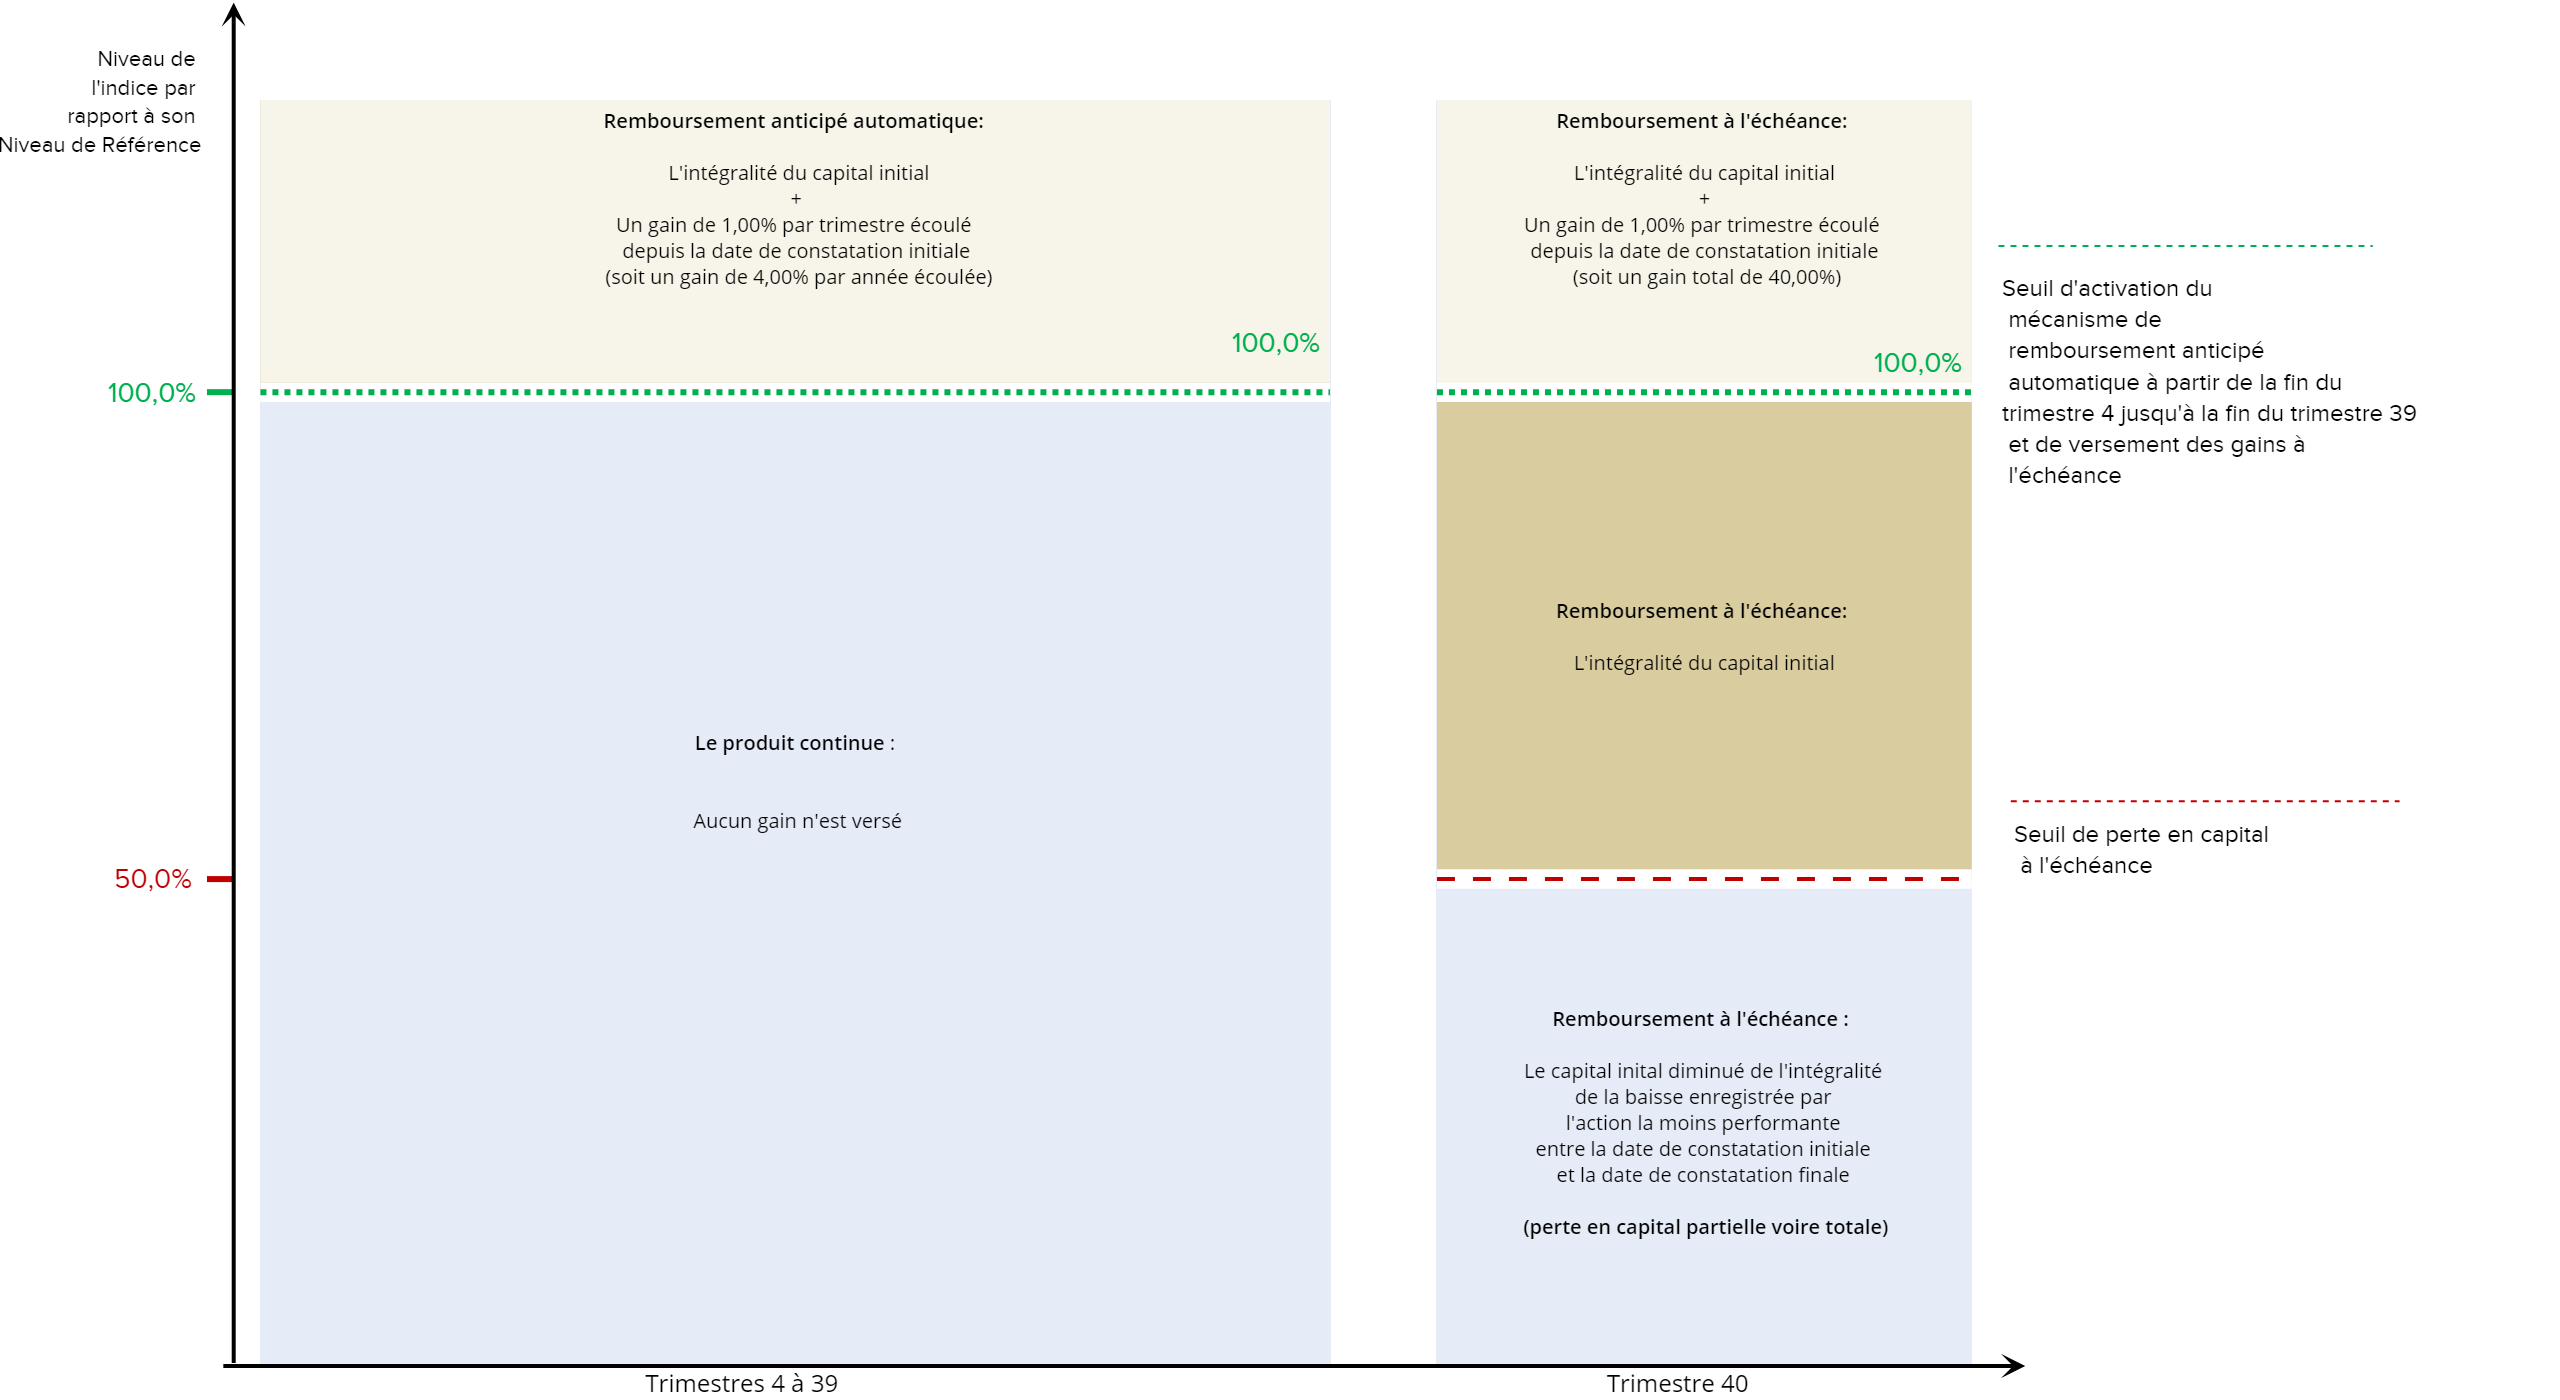 Niveau de
l'indice par
rapport à son
Niveau de Référence
Remboursement anticipé automatique:
L'intégralité du capital initial
+
Un gain de 1,00% par trimestre écoulé
depuis la date de constatation initiale
(soit un gain de 4,00% par année écoulée)
100,0%
100,0%
Le produit continue :
Aucun gain n'est versé
50,0%
Remboursement à l'échéance:
L'intégralité du capital initial
+
Un gain de 1,00% par trimestre écoulé
depuis la date de constatation initiale
(soit un gain total de 40,00%)
100,0%
Remboursement à l'échéance:
L'intégralité du capital initial
Remboursement à l'échéance :
Le capital inital diminué de l'intégralité
de la baisse enregistrée par
l'action la moins performante
entre la date de constatation initiale
et la date de constatation finale
(perte en capital partielle voire totale)
Seuil d'activation du
mécanisme de
remboursement anticipé
automatique à partir de la fin du
trimestre 4 jusqu'à la fin du trimestre 39
et de versement des gains à
l'échéance
Seuil de perte en capital
à l'échéance
Trimestres 4 à 39
Trimestre 40